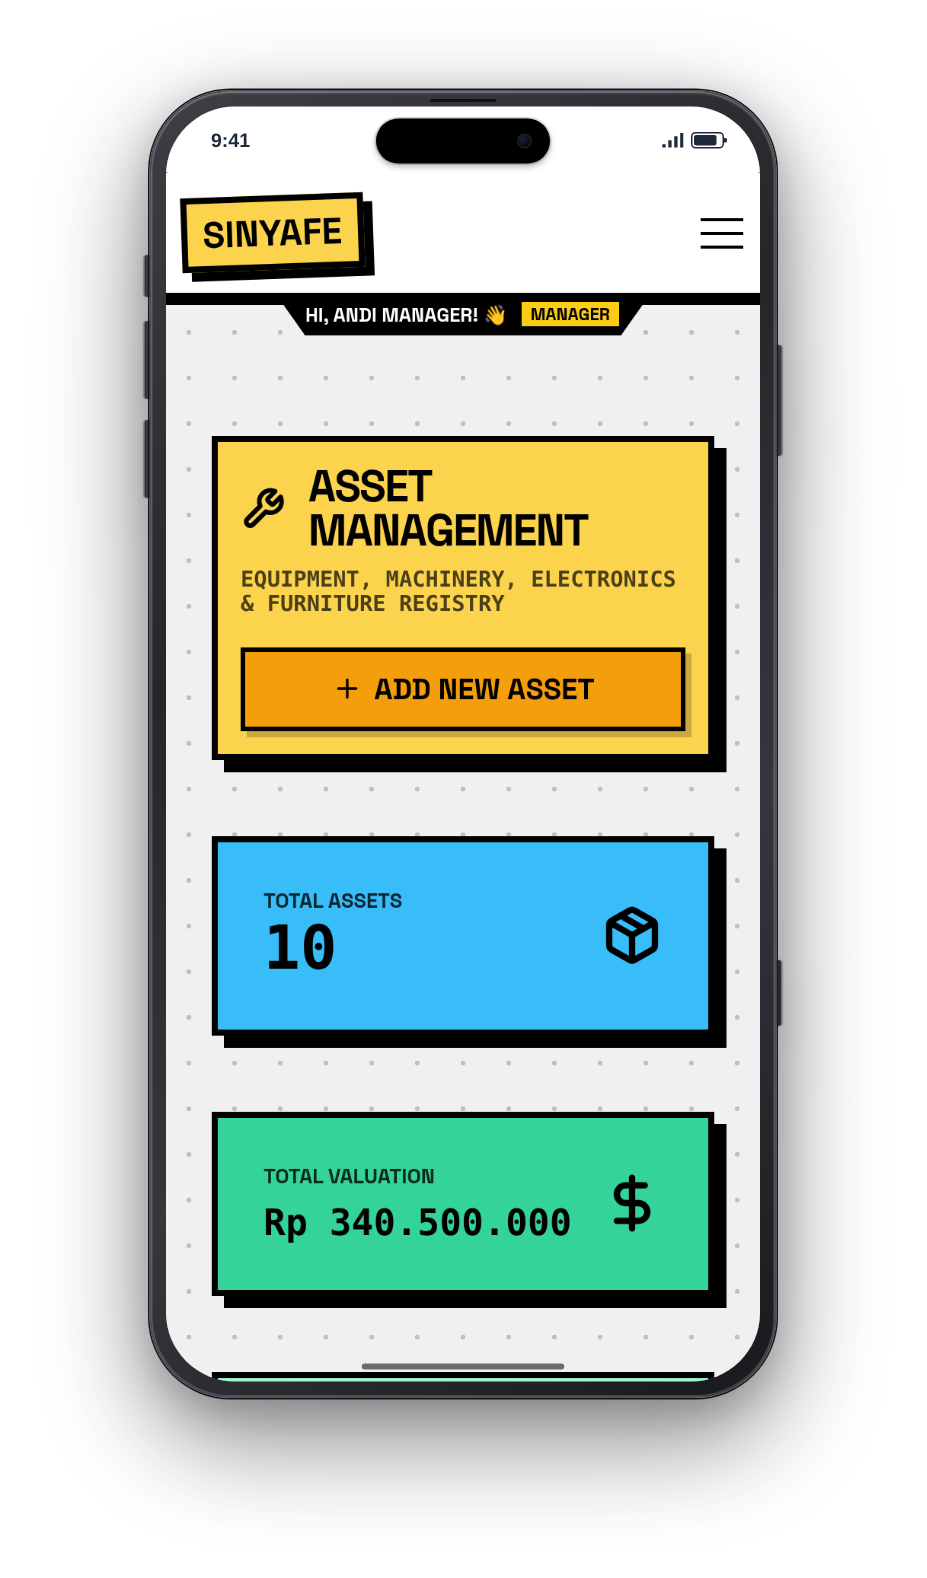 9:41
SINYAFE
HI, ANDI MANAGER! 👋 MANAGER
ASSET
MANAGEMENT
EQUIPMENT, MACHINERY, ELECTRONICS
& FURNITURE REGISTRY
+ ADD NEW ASSET
TOTAL ASSETS
10
TOTAL VALUATION
Rp 340.500.000